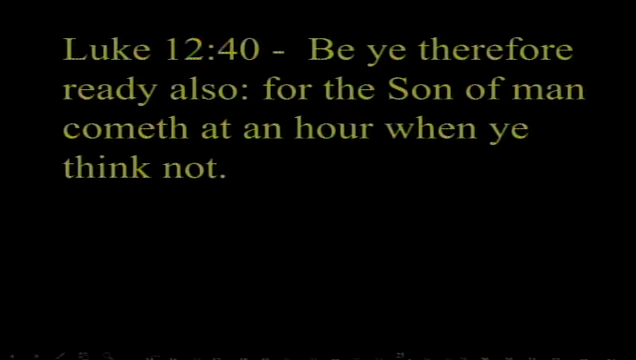 Luke 12:40 -  Be ye therefore
ready also: for the Son of man
cometh at an hour when ye
think not.